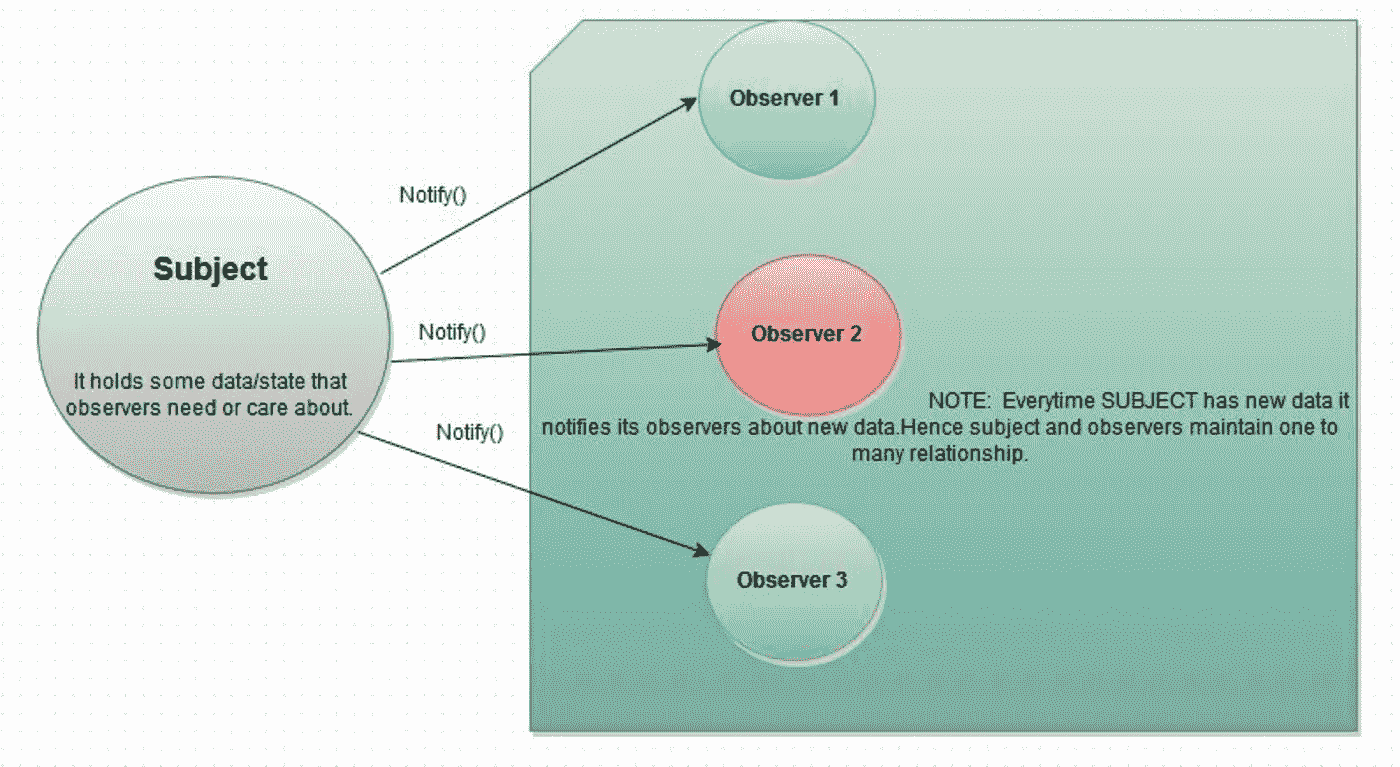 Observer 1
Notify()
Subject
Notify()
Observer 2
It holds some data/state that
observers need or care about.
NOTE:  Everytime SUBJECT has new data it
notifies its observers about new data.Hence subject and observers maintain one to
many relationship.
Notify()
Observer 3